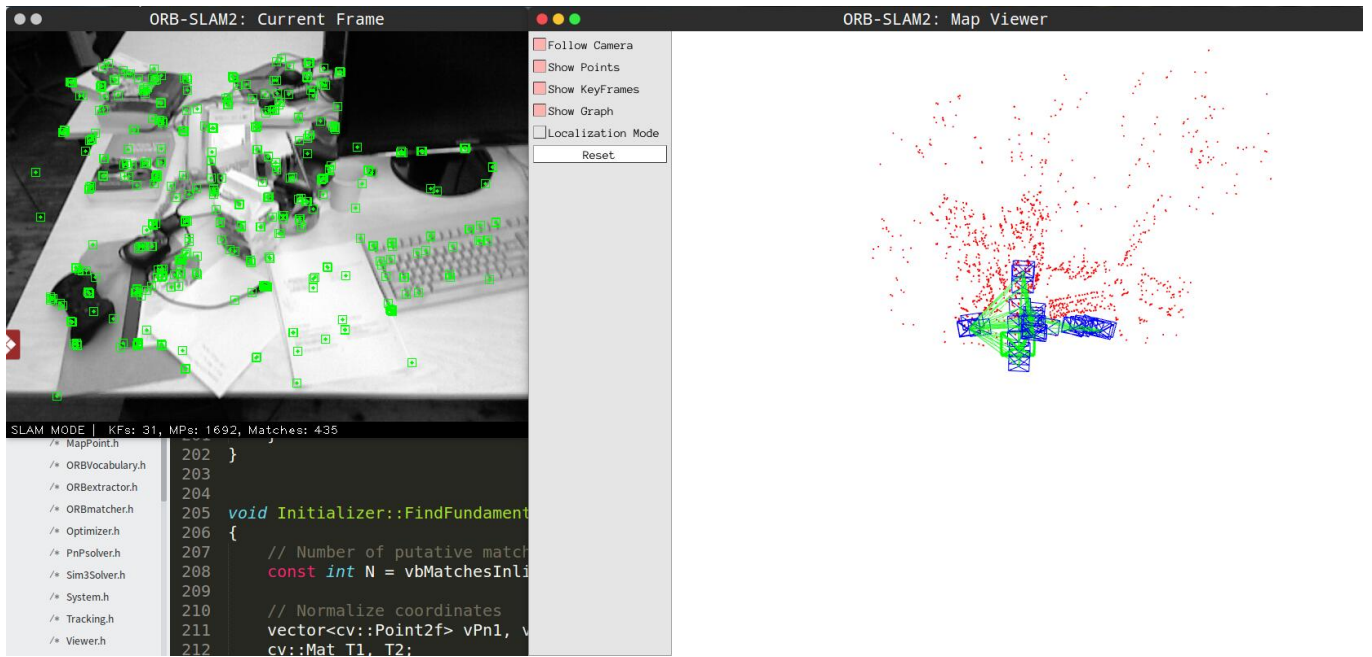 ORB-SLAM2: Current Frame
ORB-SLAM2: Map Viewer
Follow Camera
Show Points
Show KeyFrames
Show Graph
Localization Mode
Reset
SLAM MODE | KFs: 31, MPs: 1692, Matches: 435
/* MapPoint.h
/* ORBVocabulary.h
/* ORBextractor.h
/* ORBmatcher.h
/* Optimizer.h
/* PnPsolver.h
/* Sim3Solver.h
/* System.h
/* Tracking.h
/* Viewer.h
201 }
202 }
203
204
205 void Initializer::FindFundament
206 {
207 // Number of putative match
208 const int N = vbMatchesInli
209
210 // Normalize coordinates
211 vector<cv::Point2f> vPn1, v
212 cv::Mat T1, T2;